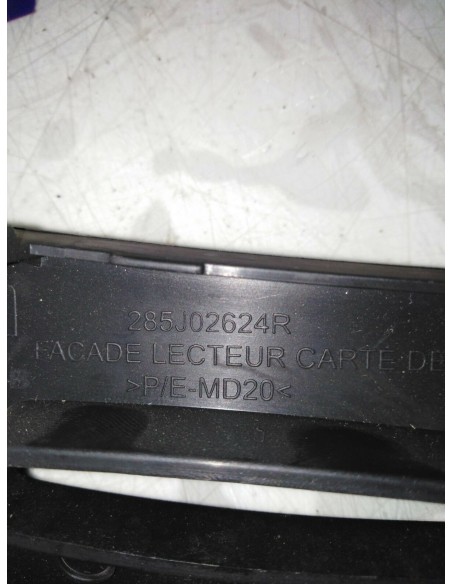 285J02624R
FACADE LECTEUR CARTE DE
>P/E-MD20<